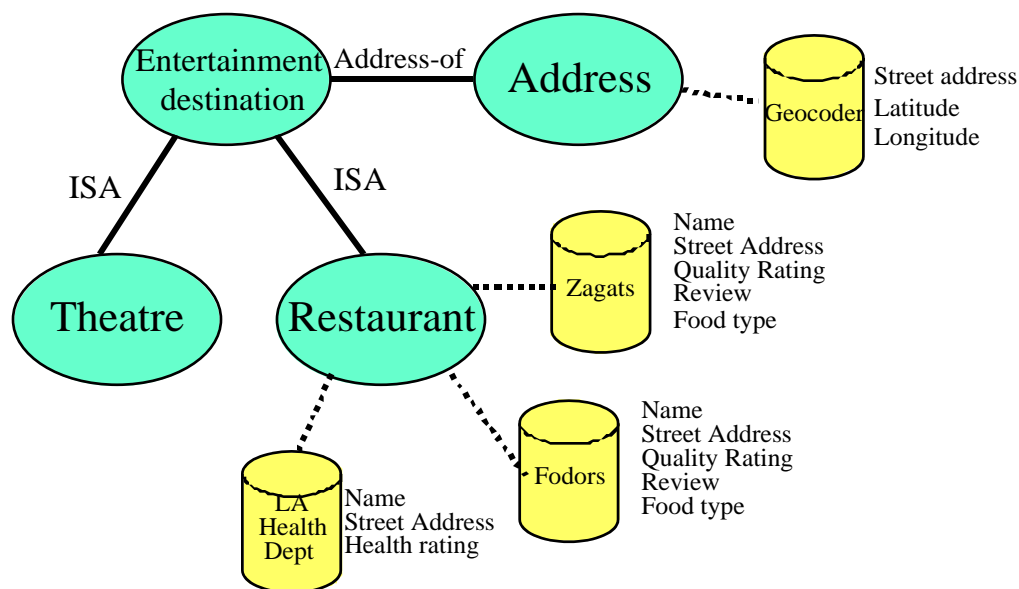 Entertainment
destination
Address-of
Address
Geocoder
Street address
Latitude
Longitude
ISA
ISA
Theatre
Restaurant
Zagats
Name
Street Address
Quality Rating
Review
Food type
Fodors
Name
Street Address
Quality Rating
Review
Food type
LA
Health
Dept
Name
Street Address
Health rating